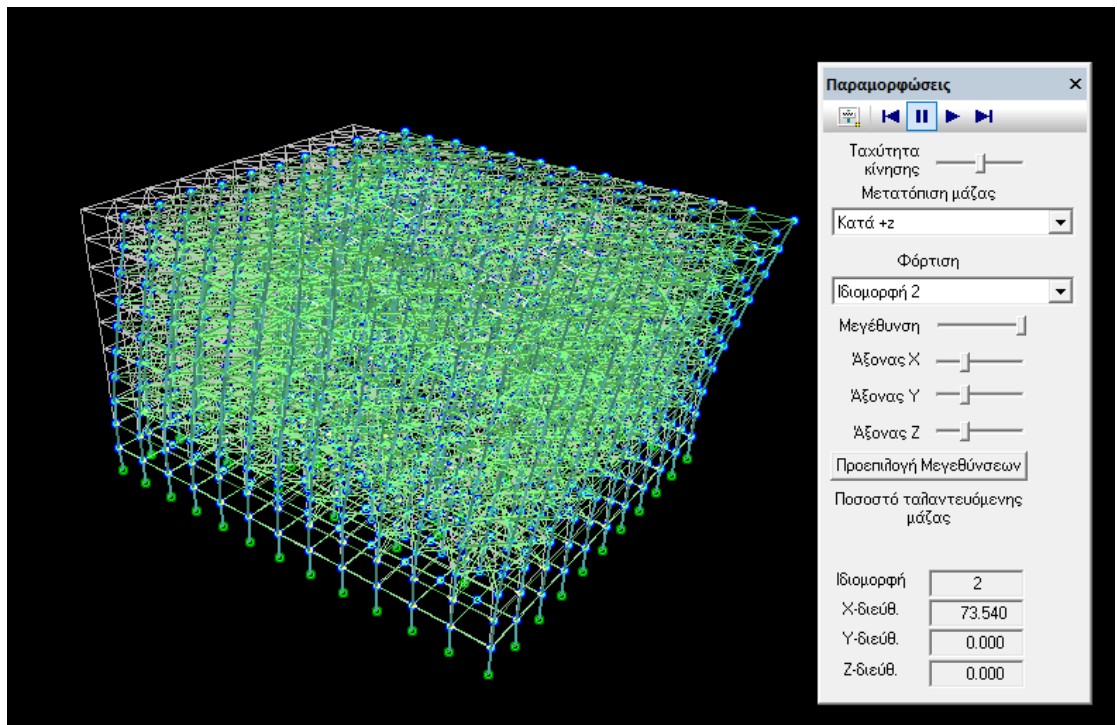 Παραμορφώσεις
Ταχύτητα
κίνησης
Μετατόπιση μάζας
Κατά +z
Φόρτιση
Ιδιομορφή 2
Μεγέθυνση
Άξονας X
Άξονας Y
Άξονας Z
Προεπιλογή Μεγεθύνσεων
Ποσοστό ταλαντευόμενης
μάζας
Ιδιομορφή 2
X-διεύθ. 73.540
Y-διεύθ. 0.000
Z-διεύθ. 0.000